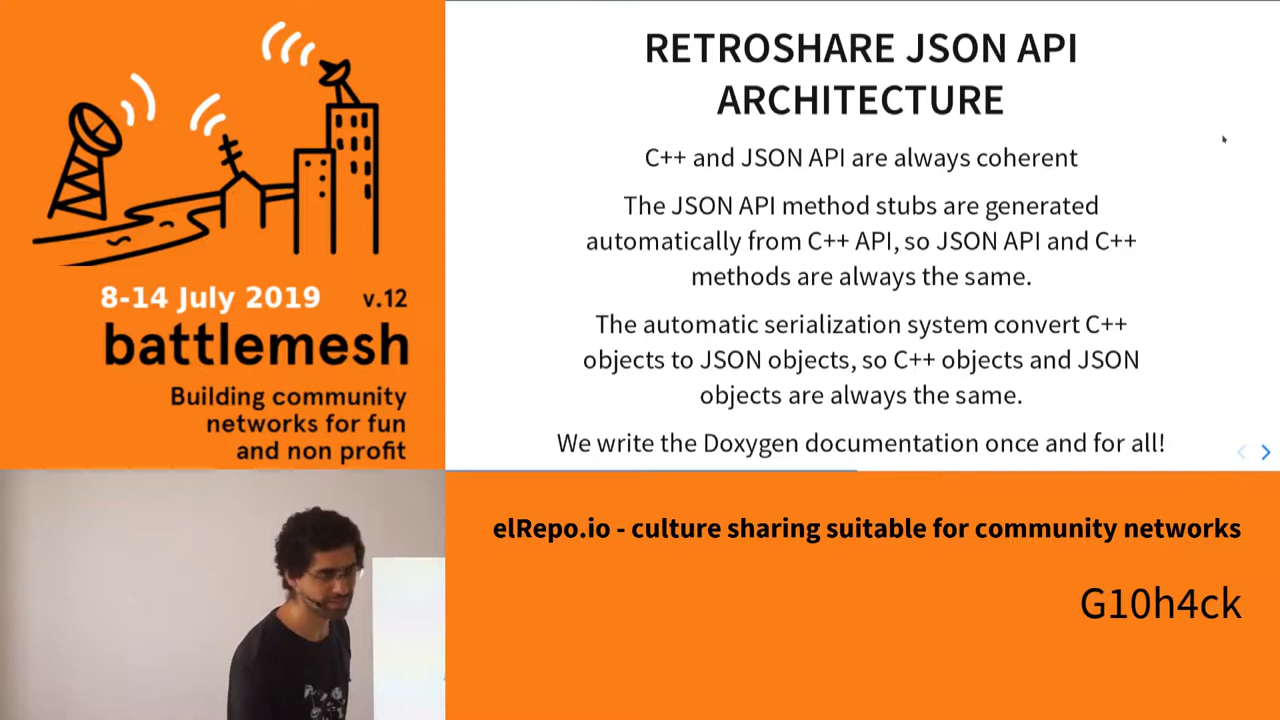 8-14 July 2019 v.12
battlemesh
Building community
networks for fun
and non profit
RETROSHARE JSON API
ARCHITECTURE
C++ and JSON API are always coherent
The JSON API method stubs are generated
automatically from C++ API, so JSON API and C++
methods are always the same.
The automatic serialization system convert C++
objects to JSON objects, so C++ objects and JSON
objects are always the same.
We write the Doxygen documentation once and for all!
elRepo.io - culture sharing suitable for community networks
G10h4ck